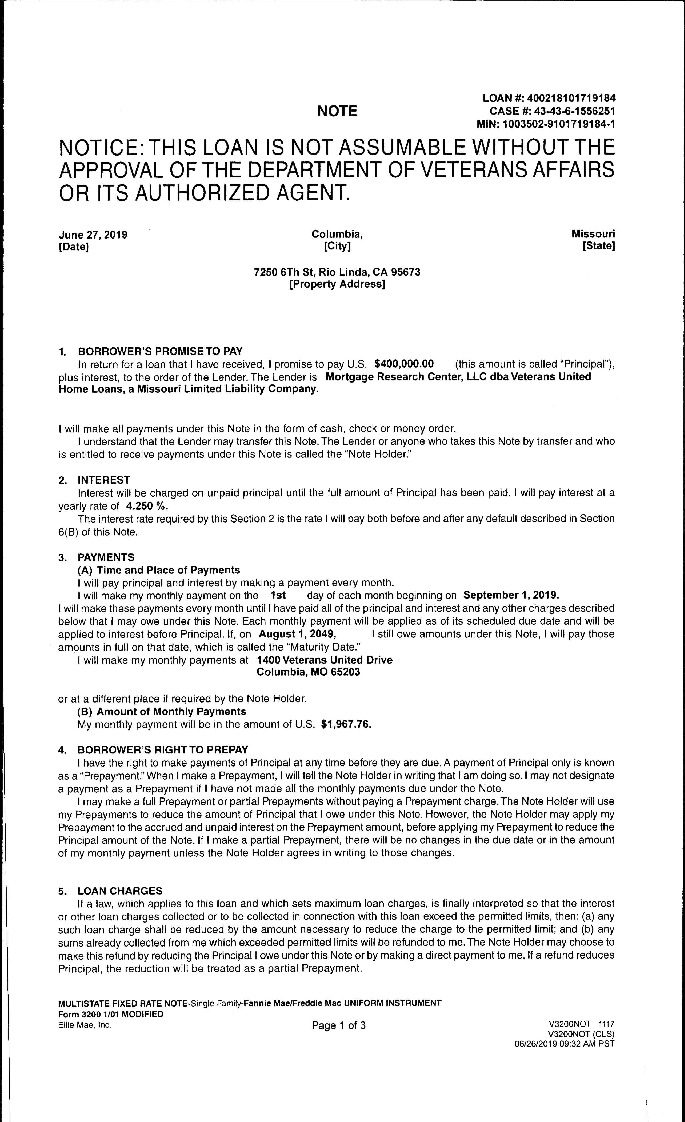 LOAN #: 400218101719184
NOTE
CASE #: 43-43-6-1556251
MIN: 1003502-9101719184-1
NOTICE: THIS LOAN IS NOT ASSUMABLE WITHOUT THE
APPROVAL OF THE DEPARTMENT OF VETERANS AFFAIRS
OR ITS AUTHORIZED AGENT.
June 27, 2019 Columbia, Missouri
[Date] [City] [State]
7250 6Th St, Rio Linda, CA 95673
[Property Address]
1. BORROWER'S PROMISE TO PAY
In return for a loan that I have received, I promise to pay U.S. $400,000.00 (this amount is called "Principal"),
plus interest, to the order of the Lender. The Lender is Mortgage Research Center, LLC dba Veterans United
Home Loans, a Missouri Limited Liability Company.
I will make all payments under this Note in the form of cash, check or money order.
I understand that the Lender may transfer this Note. The Lender or anyone who takes this Note by transfer and who
is entitled to receive payments under this Note is called the "Note Holder."
2. INTEREST
Interest will be charged on unpaid principal until the full amount of Principal has been paid. I will pay interest at a
yearly rate of 4.250 %.
The interest rate required by this Section 2 is the rate I will pay both before and after any default described in Section
6(B) of this Note.
3. PAYMENTS
(A) Time and Place of Payments
I will pay principal and interest by making a payment every month.
I will make my monthly payment on the 1st day of each month beginning on September 1, 2019.
I will make these payments every month until I have paid all of the principal and interest and any other charges described
below that I may owe under this Note. Each monthly payment will be applied as of its scheduled due date and will be
applied to interest before Principal. If, on August 1, 2049, I still owe amounts under this Note, I will pay those
amounts in full on that date, which is called the "Maturity Date."
I will make my monthly payments at 1400 Veterans United Drive
Columbia, MO 65203
or at a different place if required by the Note Holder.
(B) Amount of Monthly Payments
My monthly payment will be in the amount of U.S. $1,967.76.
4. BORROWER'S RIGHT TO PREPAY
I have the right to make payments of Principal at any time before they are due. A payment of Principal only is known
as a "Prepayment." When I make a Prepayment, I will tell the Note Holder in writing that I am doing so. I may not designate
a payment as a Prepayment if I have not made all the monthly payments due under the Note.
I may make a full Prepayment or partial Prepayments without paying a Prepayment charge. The Note Holder will use
my Prepayments to reduce the amount of Principal that I owe under this Note. However, the Note Holder may apply my
Prepayment to the accrued and unpaid interest on the Prepayment amount, before applying my Prepayment to reduce the
Principal amount of the Note. If I make a partial Prepayment, there will be no changes in the due date or in the amount
of my monthly payment unless the Note Holder agrees in writing to those changes.
5. LOAN CHARGES
If a law, which applies to this loan and which sets maximum loan charges, is finally interpreted so that the interest
or other loan charges collected or to be collected in connection with this loan exceed the permitted limits, then: (a) any
such loan charge shall be reduced by the amount necessary to reduce the charge to the permitted limit; and (b) any
sums already collected from me which exceeded permitted limits will be refunded to me. The Note Holder may choose to
make this refund by reducing the Principal I owe under this Note or by making a direct payment to me. If a refund reduces
Principal, the reduction will be treated as a partial Prepayment.
MULTISTATE FIXED RATE NOTE-Single Family-Fannie Mae/Freddie Mac UNIFORM INSTRUMENT
Form 3200 1/01 MODIFIED
Ellie Mae, Inc. Page 1 of 3 V3200NOT 1117
V3200NOT (CLS)
06/26/2019 09:32 AM PST